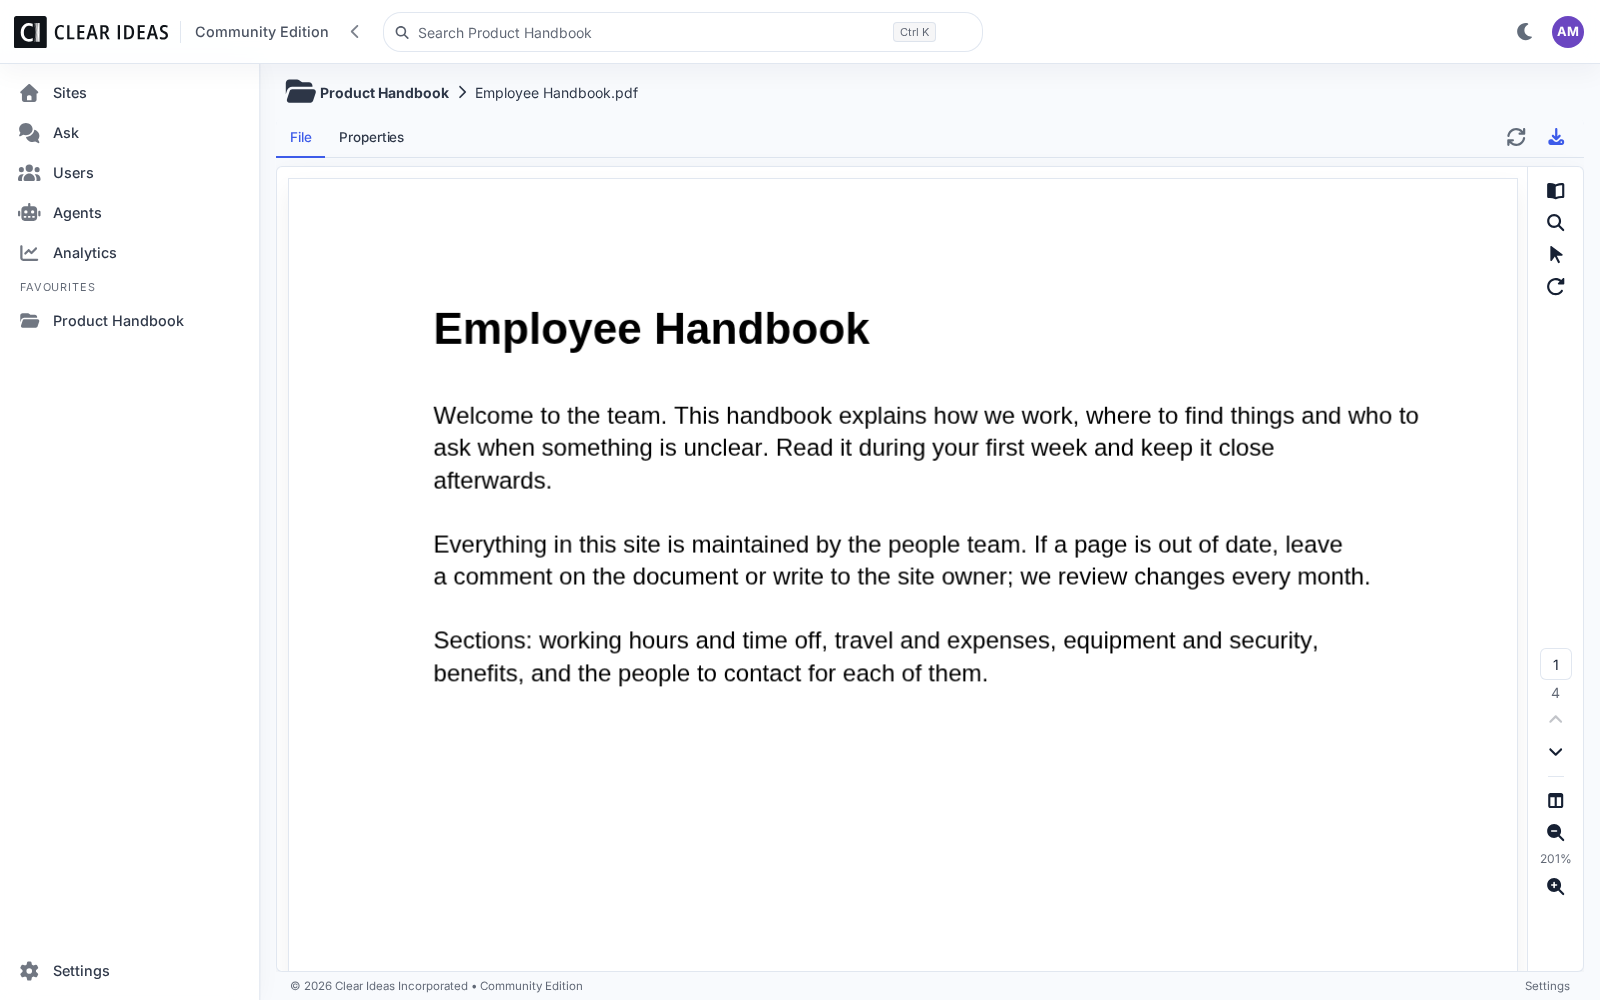 CI CLEAR IDEAS
Community Edition
Search Product Handbook
Ctrl K
AM
Sites
Ask
Users
Agents
Analytics
FAVOURITES
Product Handbook
Settings
Product Handbook > Employee Handbook.pdf
File
Properties
Employee Handbook
Welcome to the team. This handbook explains how we work, where to find things and who to
ask when something is unclear. Read it during your first week and keep it close
afterwards.
Everything in this site is maintained by the people team. If a page is out of date, leave
a comment on the document or write to the site owner; we review changes every month.
Sections: working hours and time off, travel and expenses, equipment and security,
benefits, and the people to contact for each of them.
1
4
201%
© 2026 Clear Ideas Incorporated • Community Edition
Settings